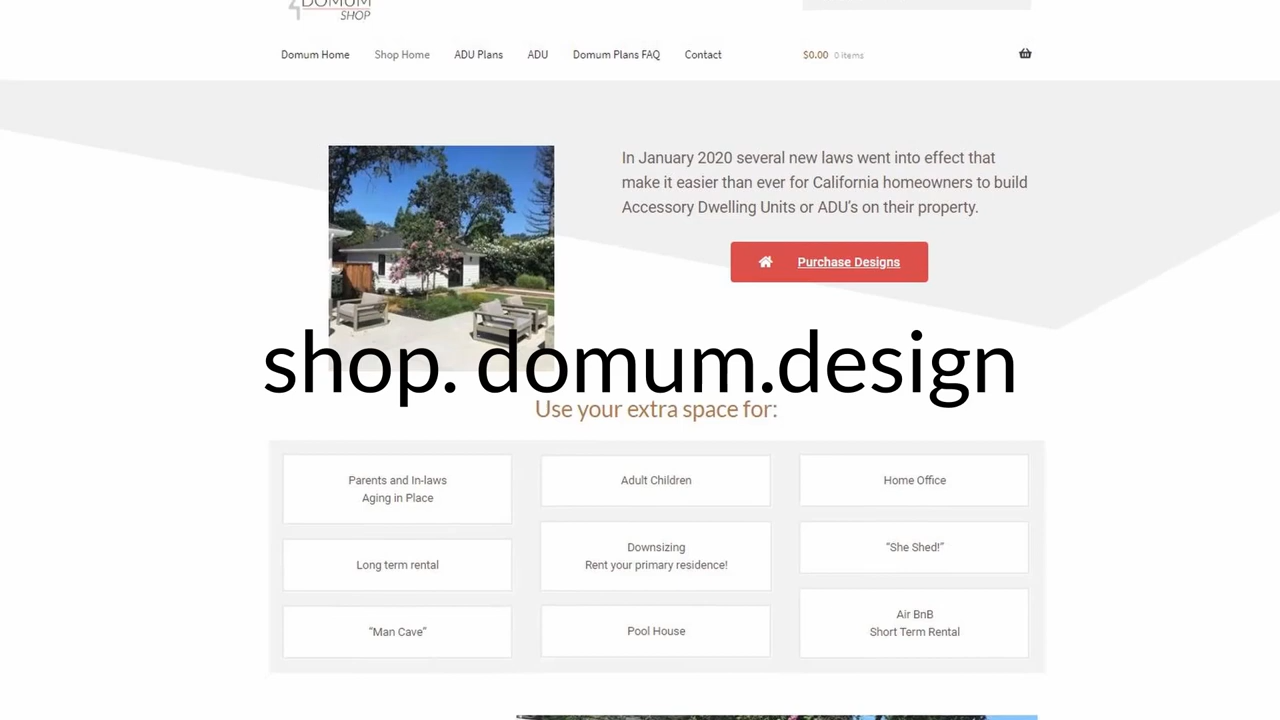 DOMUM
SHOP
Domum Home Shop Home ADU Plans ADU Domum Plans FAQ Contact $0.00 0 items
In January 2020 several new laws went into effect that
make it easier than ever for California homeowners to build
Accessory Dwelling Units or ADU's on their property.
Purchase Designs
shop. domum.design
Use your extra space for:
Parents and In-laws
Aging in Place
Adult Children
Home Office
Long term rental
Downsizing
Rent your primary residence!
“She Shed!”
“Man Cave”
Pool House
Air BnB
Short Term Rental